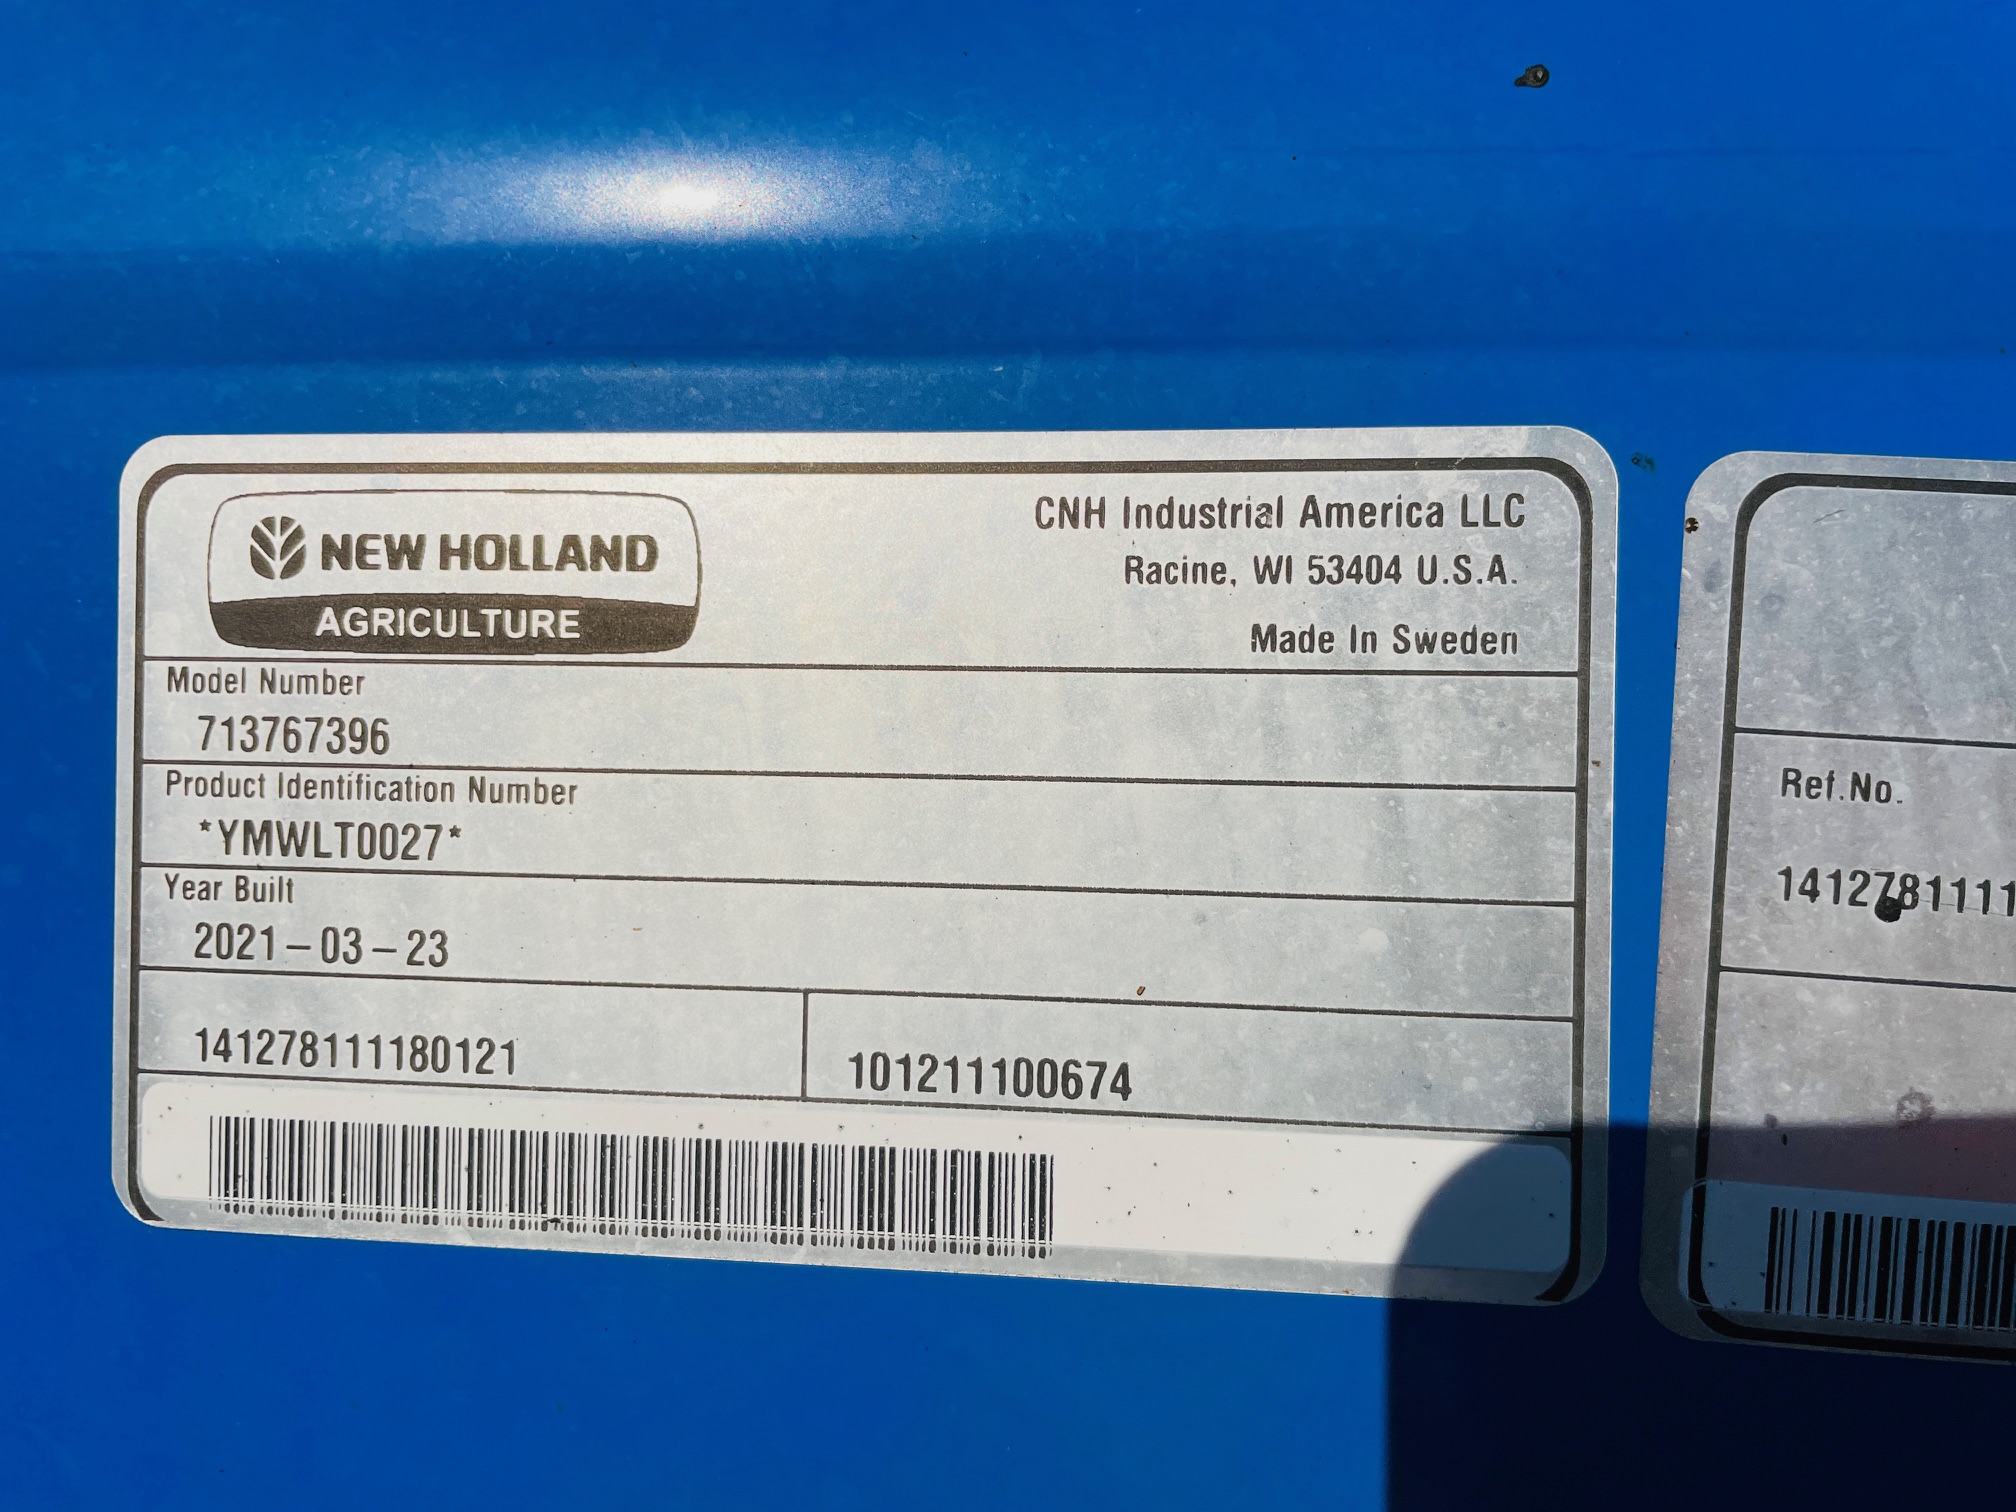 NEW HOLLAND
AGRICULTURE
CNH Industrial America LLC
Racine, WI 53404 U.S.A.
Made In Sweden
Model Number
713767396
Product Identification Number
*YMWLT0027*
Year Built
2021-03-23
141278111180121
101211100674
Ref.No.
1412781111